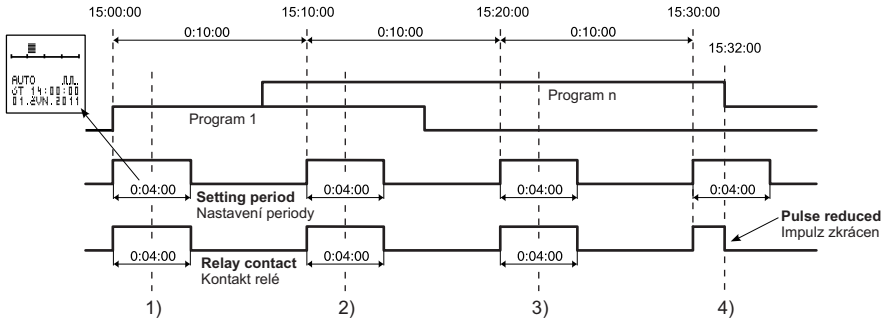 15:00:00 15:10:00 15:20:00 15:30:00
0:10:00 0:10:00 0:10:00
15:32:00
AUTO
ÚT 14:00:00
01.ČVN.2011
Program 1
Program n
0:04:00 0:04:00 0:04:00 0:04:00
Setting period
Nastavení periody
Pulse reduced
Impulz zkrácen
0:04:00 0:04:00 0:04:00
Relay contact
Kontakt relé
1) 2) 3) 4)